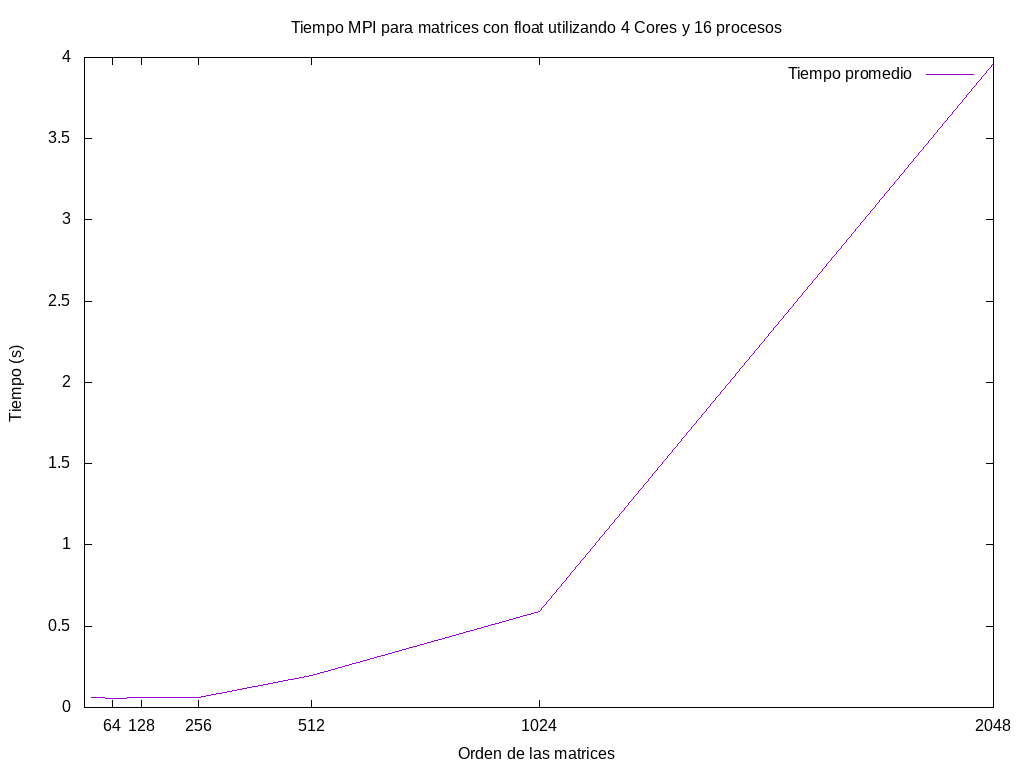 Tiempo MPI para matrices con float utilizando 4 Cores y 16 procesos
Tiempo promedio
4
3.5
3
2.5
2
1.5
1
0.5
0
Tiempo (s)
64 128 256 512 1024 2048
Orden de las matrices